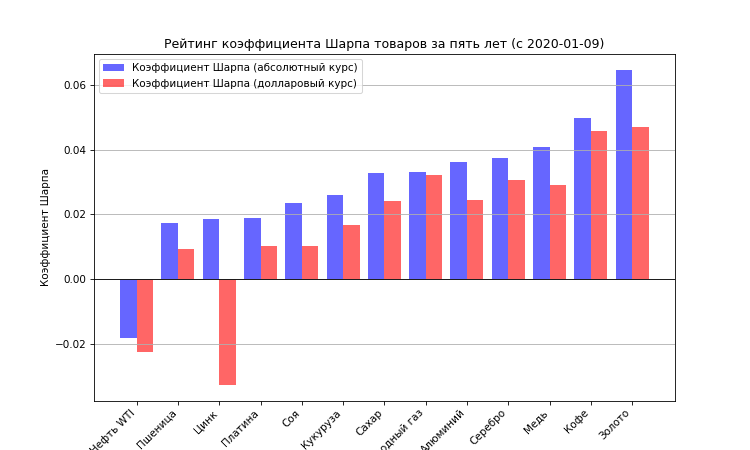 Рейтинг коэффициента Шарпа товаров за пять лет (с 2020-01-09)
Коэффициент Шарпа (абсолютный курс)
Коэффициент Шарпа (долларовый курс)
Коэффициент Шарпа
0.06
0.04
0.02
0.00
−0.02
Нефть WTI
Пшеница
Цинк
Платина
Соя
Кукуруза
Сахар
газ
Алюминий
Серебро
Медь
Кофе
Золото